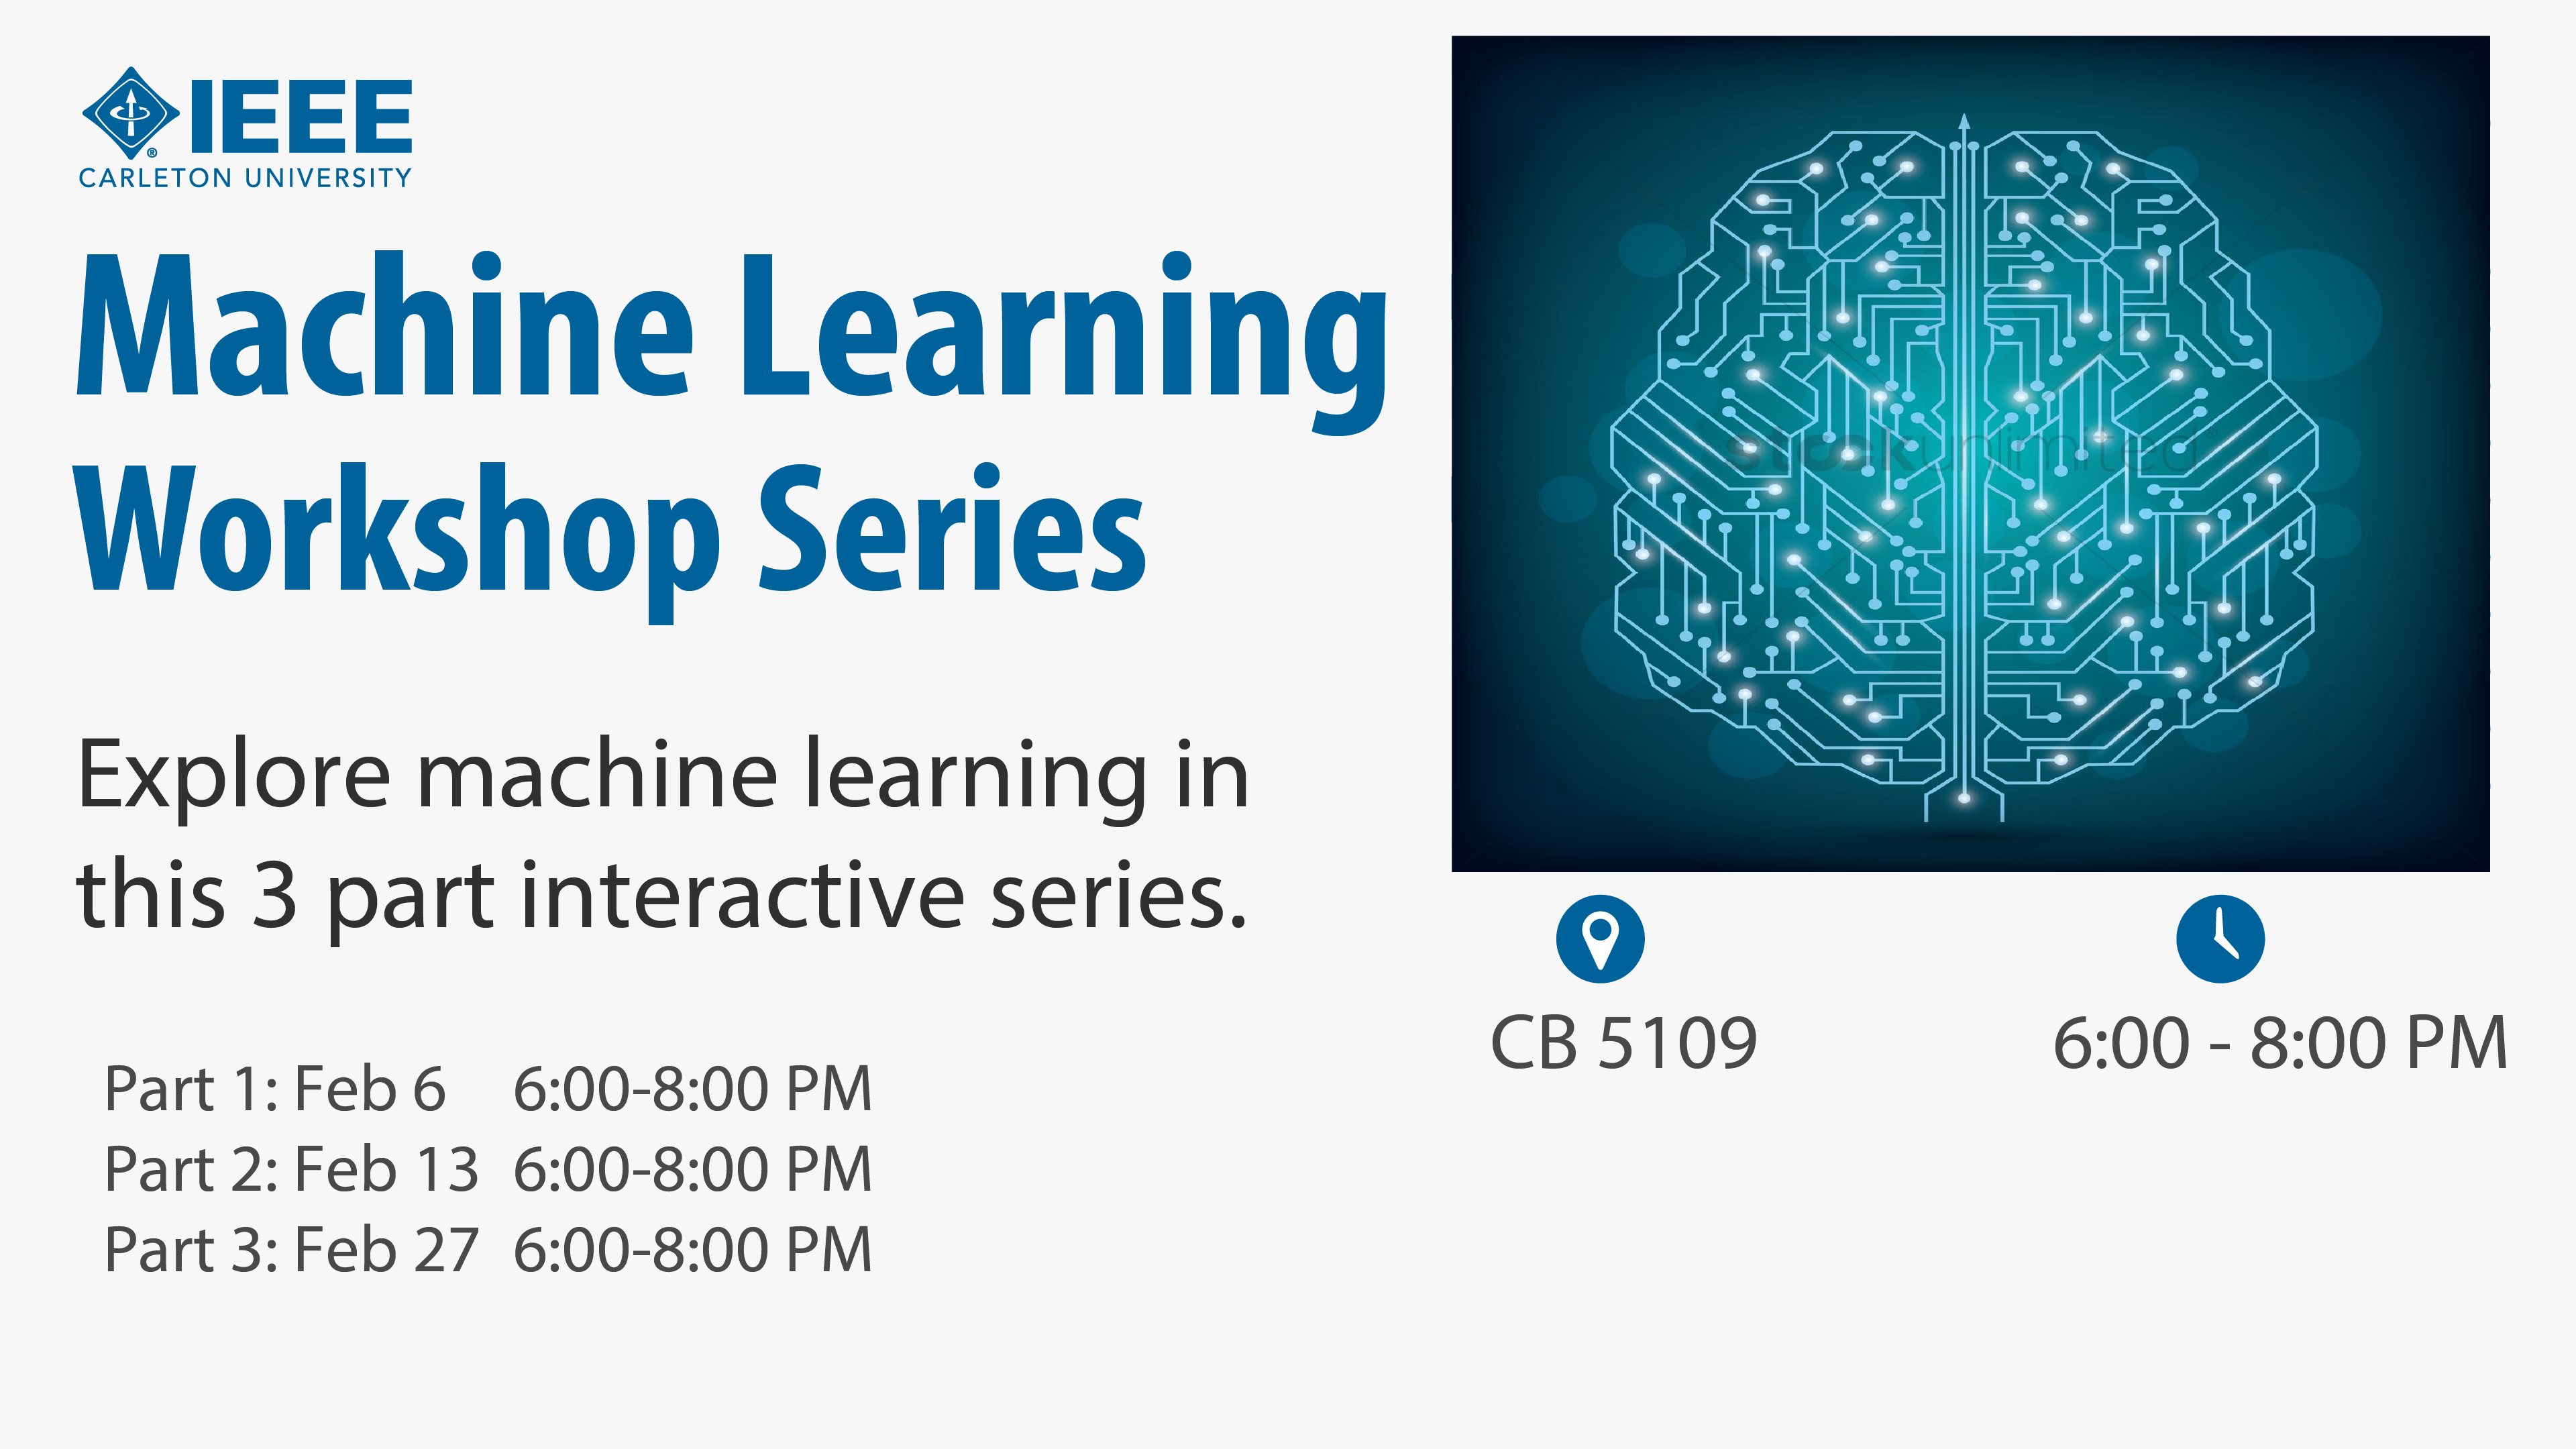 IEEE
CARLETON UNIVERSITY
Machine Learning
Workshop Series
Explore machine learning in
this 3 part interactive series.
Part 1: Feb 6 6:00-8:00 PM
Part 2: Feb 13 6:00-8:00 PM
Part 3: Feb 27 6:00-8:00 PM
stockunlimited
CB 5109
6:00 - 8:00 PM